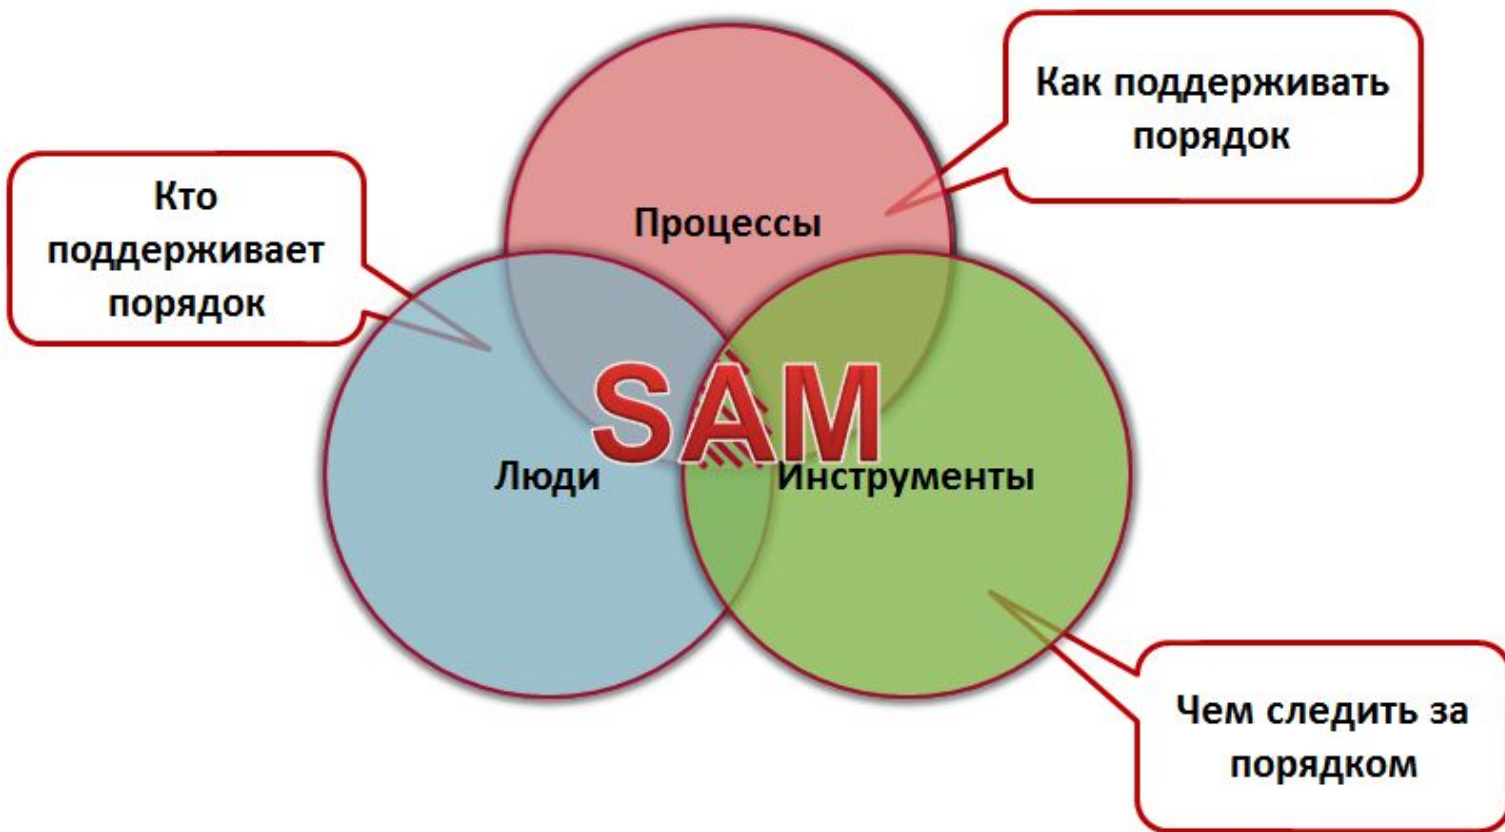 Как поддерживать
порядок
Кто
поддерживает
порядок
Процессы
SAM
Люди
Инструменты
Чем следить за
порядком